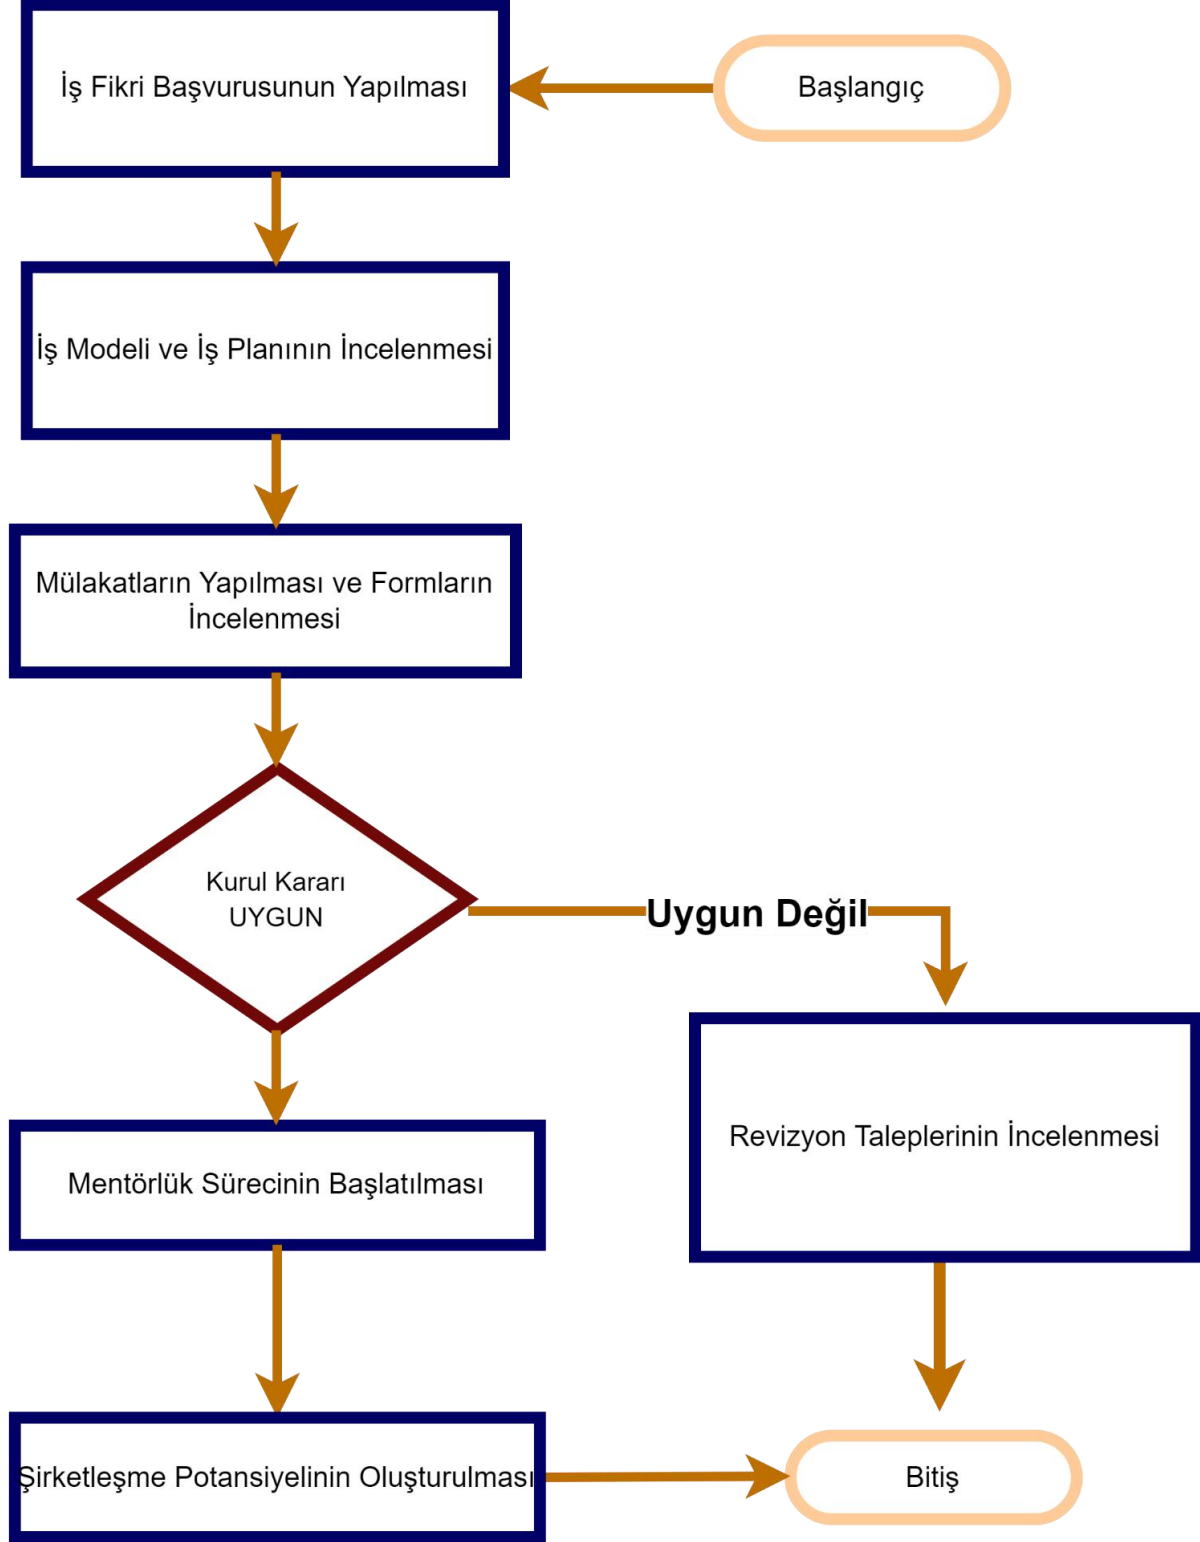 Başlangıç
İş Fikri Başvurusunun Yapılması
İş Modeli ve İş Planının İncelenmesi
Mülakatların Yapılması ve Formların
İncelenmesi
Kurul Kararı
UYGUN
Uygun Değil
Revizyon Taleplerinin İncelenmesi
Mentörlük Sürecinin Başlatılması
Şirketleşme Potansiyelinin Oluşturulması
Bitiş